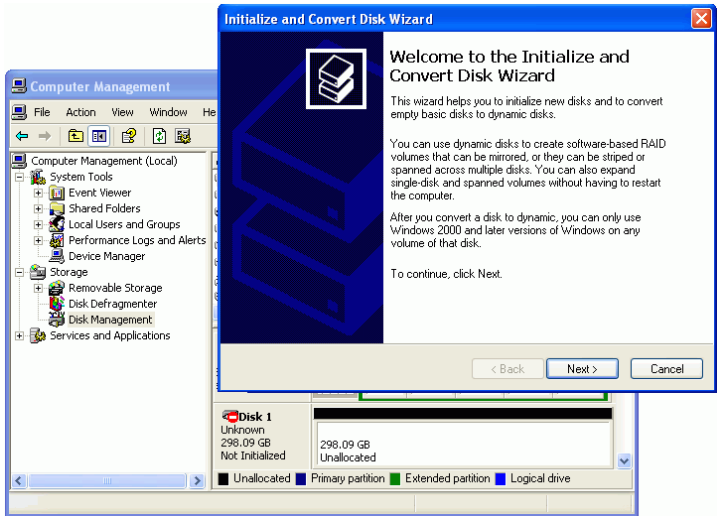 Initialize and Convert Disk Wizard
Welcome to the Initialize and
Convert Disk Wizard
This wizard helps you to initialize new disks and to convert
empty basic disks to dynamic disks.
You can use dynamic disks to create software-based RAID
volumes that can be mirrored, or they can be striped or
spanned across multiple disks. You can also expand
single-disk and spanned volumes without having to restart
the computer.
After you convert a disk to dynamic, you can only use
Windows 2000 and later versions of Windows on any
volume of that disk.
To continue, click Next.
< Back
Next >
Cancel
Computer Management
File Action View Window He
Computer Management (Local)
System Tools
Event Viewer
Shared Folders
Local Users and Groups
Performance Logs and Alerts
Device Manager
Storage
Removable Storage
Disk Defragmenter
Disk Management
Services and Applications
Disk 1
Unknown
298.09 GB
Not Initialized
298.09 GB
Unallocated
Unallocated Primary partition Extended partition Logical drive